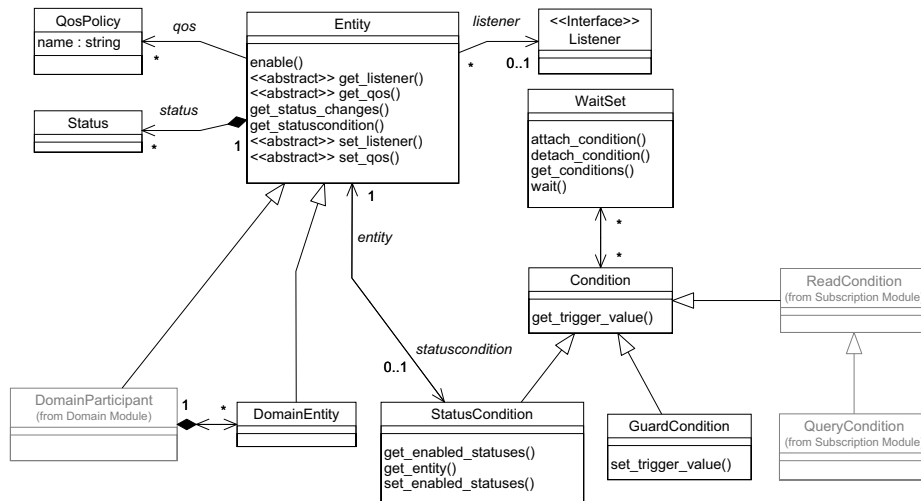 QosPolicy
name : string
qos
*
Entity
enable()
<<abstract>> get_listener()
<<abstract>> get_qos()
get_status_changes()
get_statuscondition()
<<abstract>> set_listener()
<<abstract>> set_qos()
listener
*
0..1
<<Interface>>
Listener
Status
status
*
1
WaitSet
attach_condition()
detach_condition()
get_conditions()
wait()
1
entity
*
*
Condition
get_trigger_value()
ReadCondition
(from Subscription Module)
statuscondition
0..1
DomainParticipant
(from Domain Module)
1
*
DomainEntity
StatusCondition
get_enabled_statuses()
get_entity()
set_enabled_statuses()
GuardCondition
set_trigger_value()
QueryCondition
(from Subscription Module)